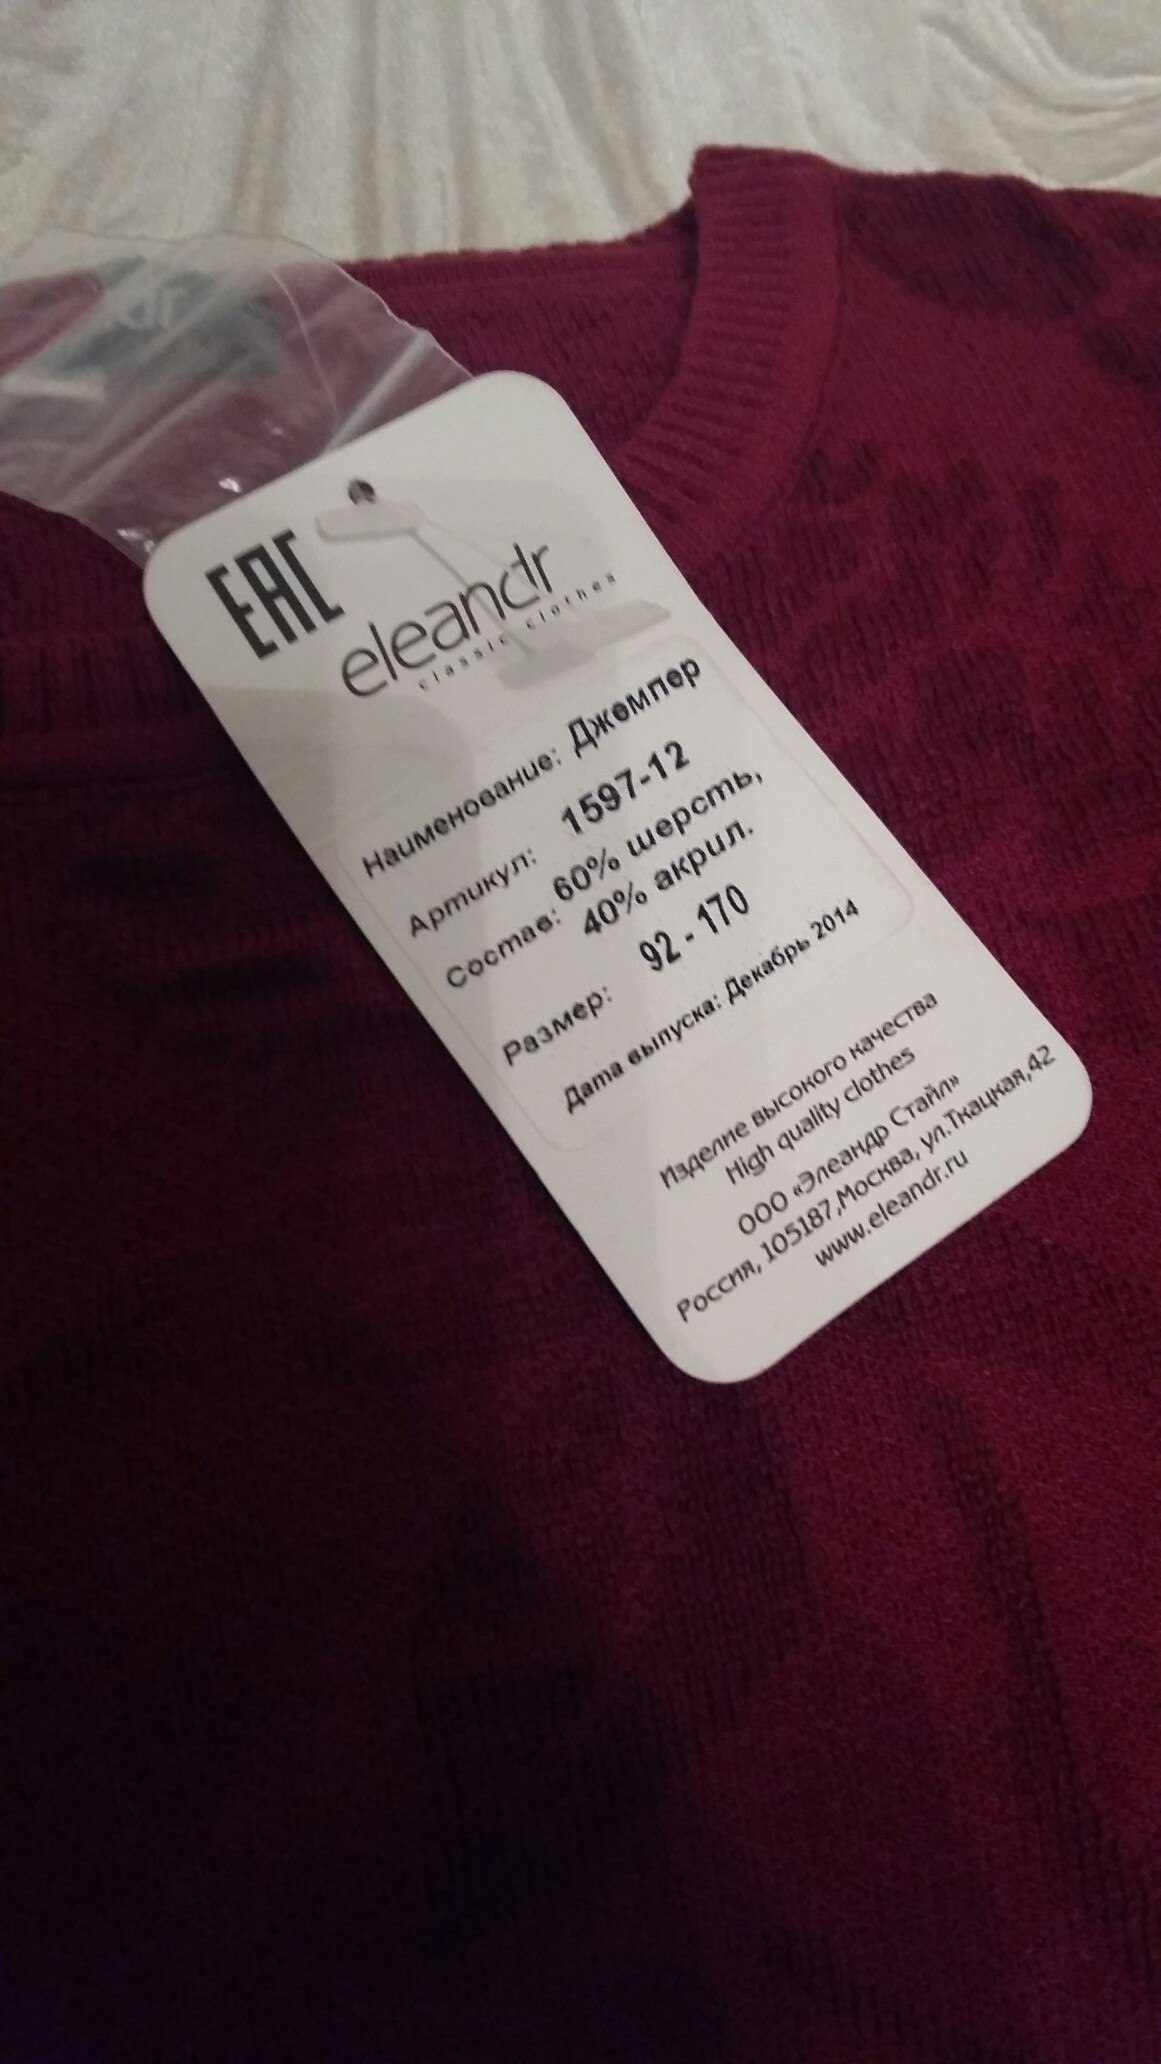 EAC
eleandr
classic clothes
Наименование: Джемпер
Артикул: 1597-12
Состав: 60% шерсть,
40% акрил.
Размер: 92 - 170
Дата выпуска: Декабрь 2014
Изделие высокого качества
High quality clothes
ООО «Элеандр Стайл»
Россия, 105187,Москва, ул.Ткацкая,42
www.eleandr.ru